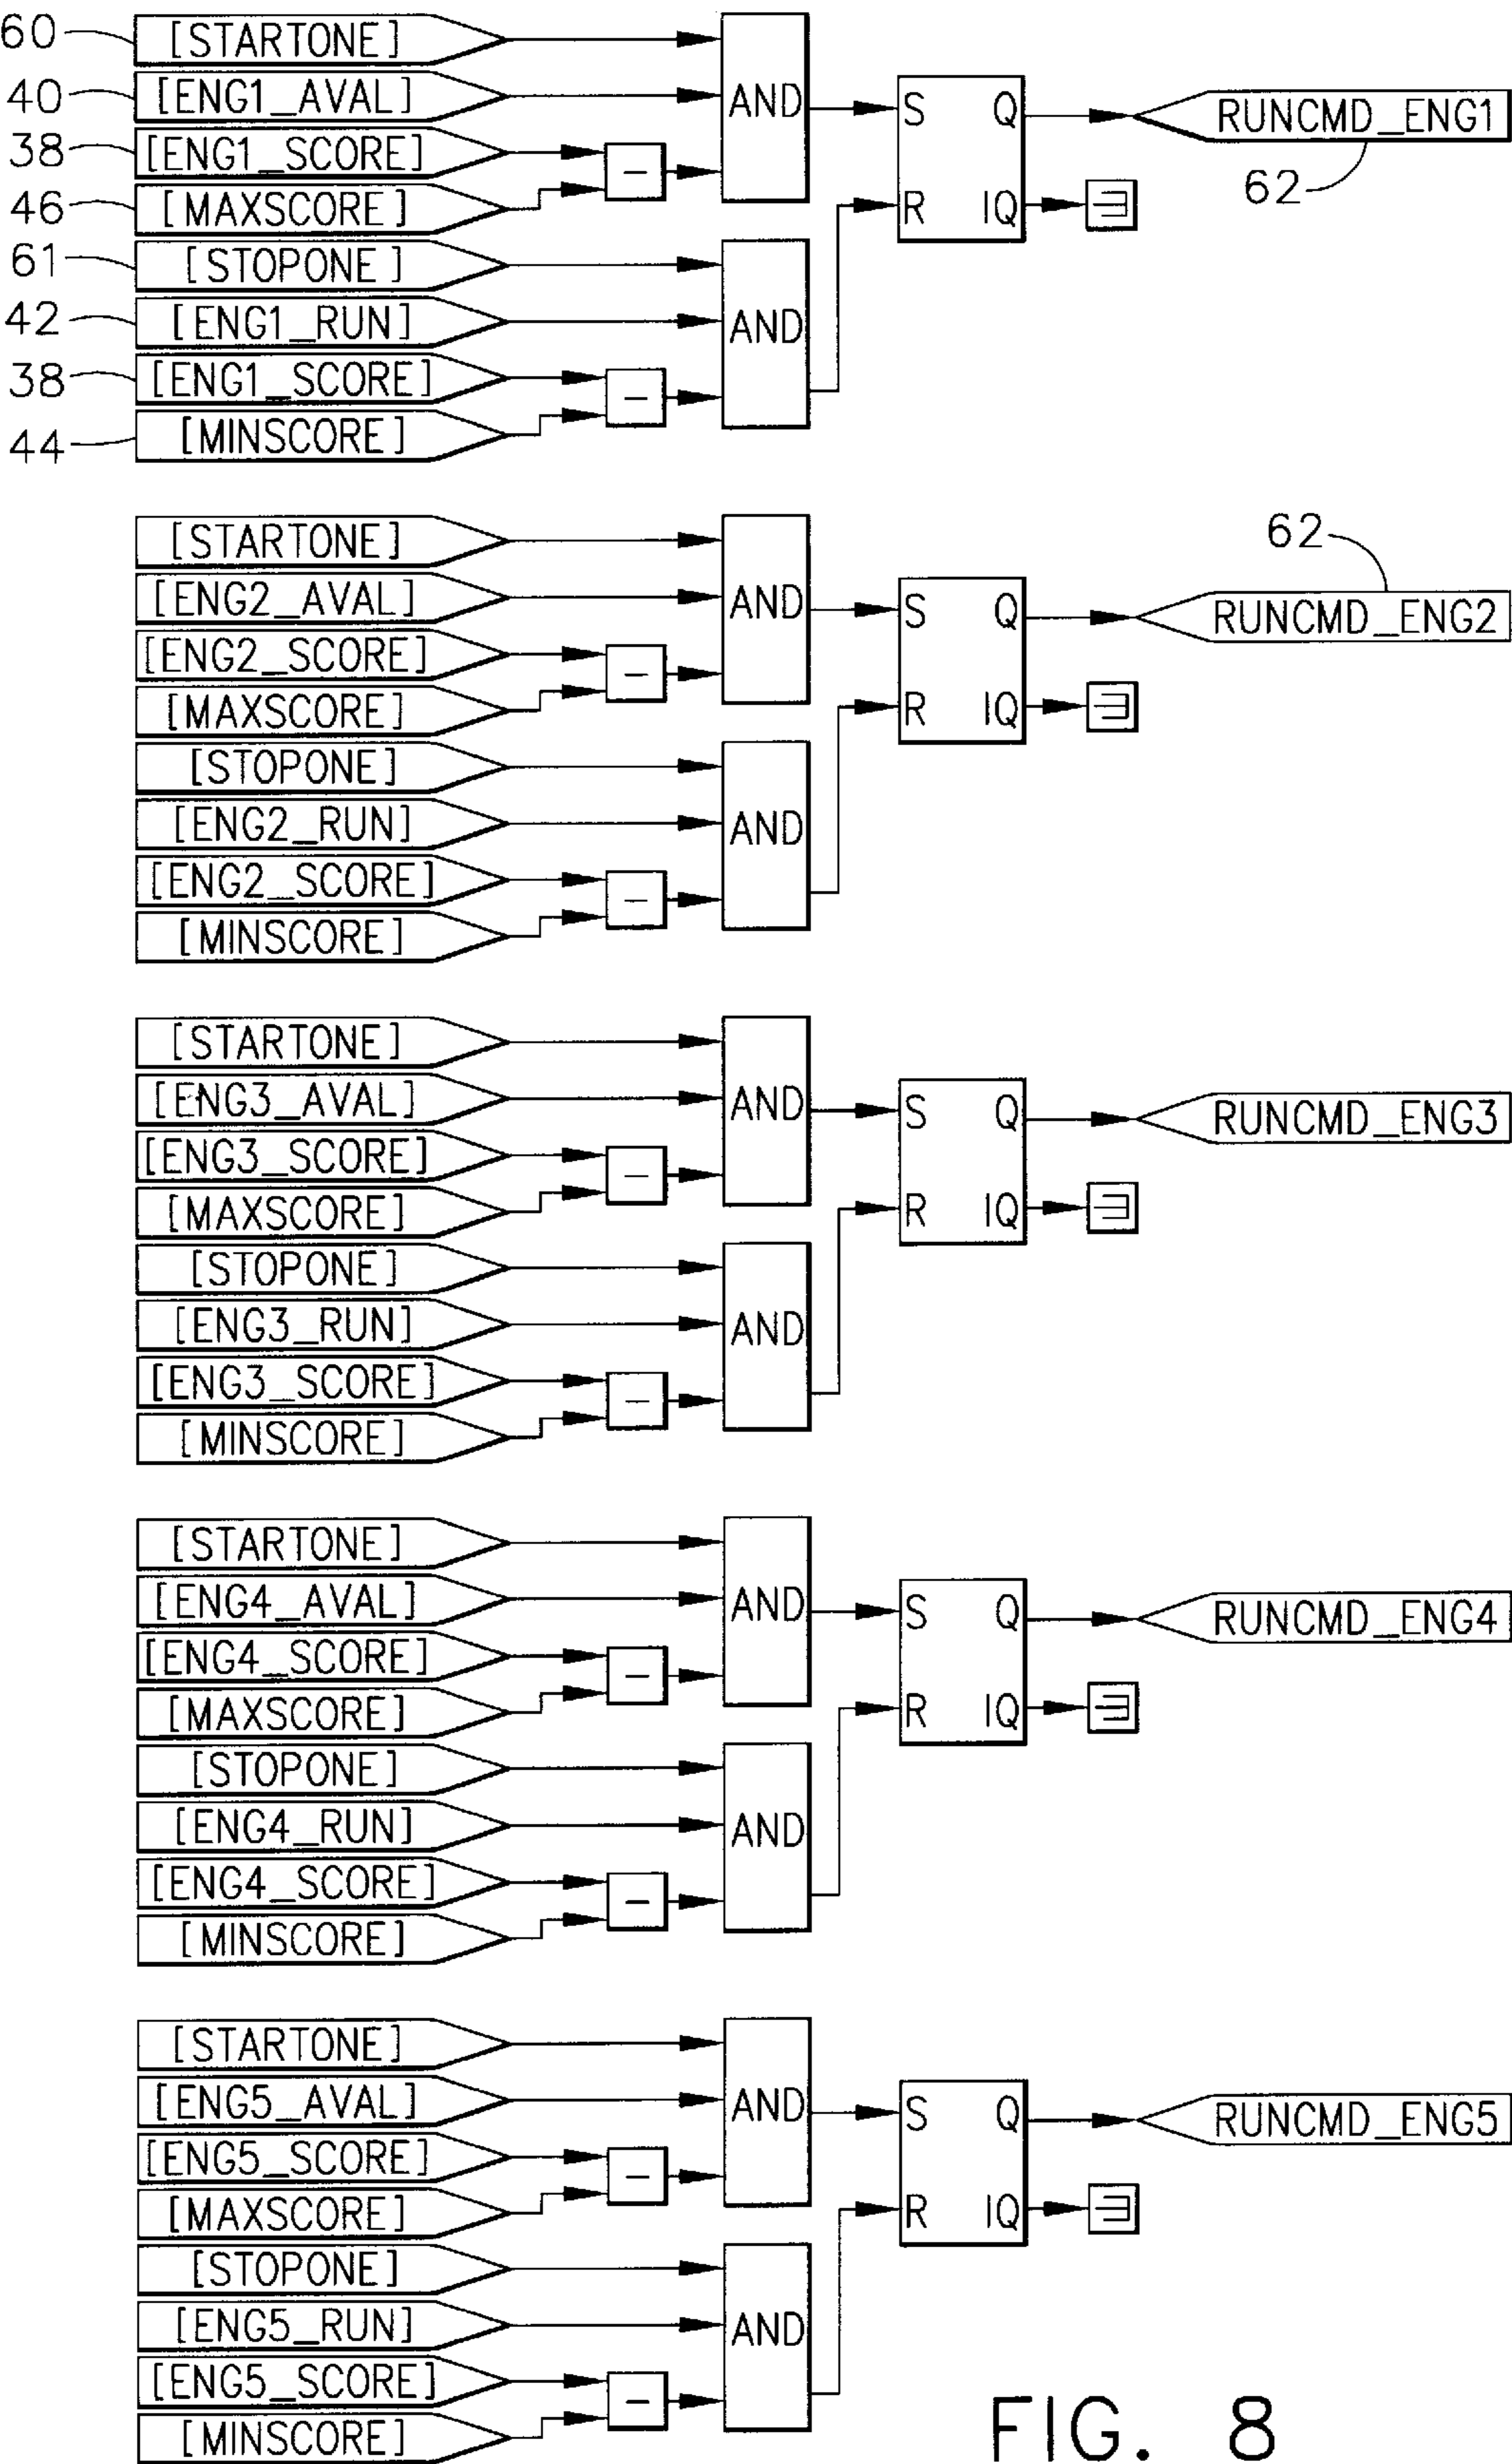 60 [STARTONE]
40 [ENG1_AVAL]
38 [ENG1_SCORE]
46 [MAXSCORE]
61 [STOPONE]
42 [ENG1_RUN]
38 [ENG1_SCORE]
44 [MINSCORE]
−
−
AND
AND
S Q
R IQ
RUNCMD_ENG1
62
[STARTONE]
[ENG2_AVAL]
[ENG2_SCORE]
[MAXSCORE]
[STOPONE]
[ENG2_RUN]
[ENG2_SCORE]
[MINSCORE]
−
−
AND
AND
S Q
R IQ
62
RUNCMD_ENG2
[STARTONE]
[ENG3_AVAL]
[ENG3_SCORE]
[MAXSCORE]
[STOPONE]
[ENG3_RUN]
[ENG3_SCORE]
[MINSCORE]
−
−
AND
AND
S Q
R IQ
RUNCMD_ENG3
[STARTONE]
[ENG4_AVAL]
[ENG4_SCORE]
[MAXSCORE]
[STOPONE]
[ENG4_RUN]
[ENG4_SCORE]
[MINSCORE]
−
−
AND
AND
S Q
R IQ
RUNCMD_ENG4
[STARTONE]
[ENG5_AVAL]
[ENG5_SCORE]
[MAXSCORE]
[STOPONE]
[ENG5_RUN]
[ENG5_SCORE]
[MINSCORE]
−
−
AND
AND
S Q
R IQ
RUNCMD_ENG5
FIG. 8